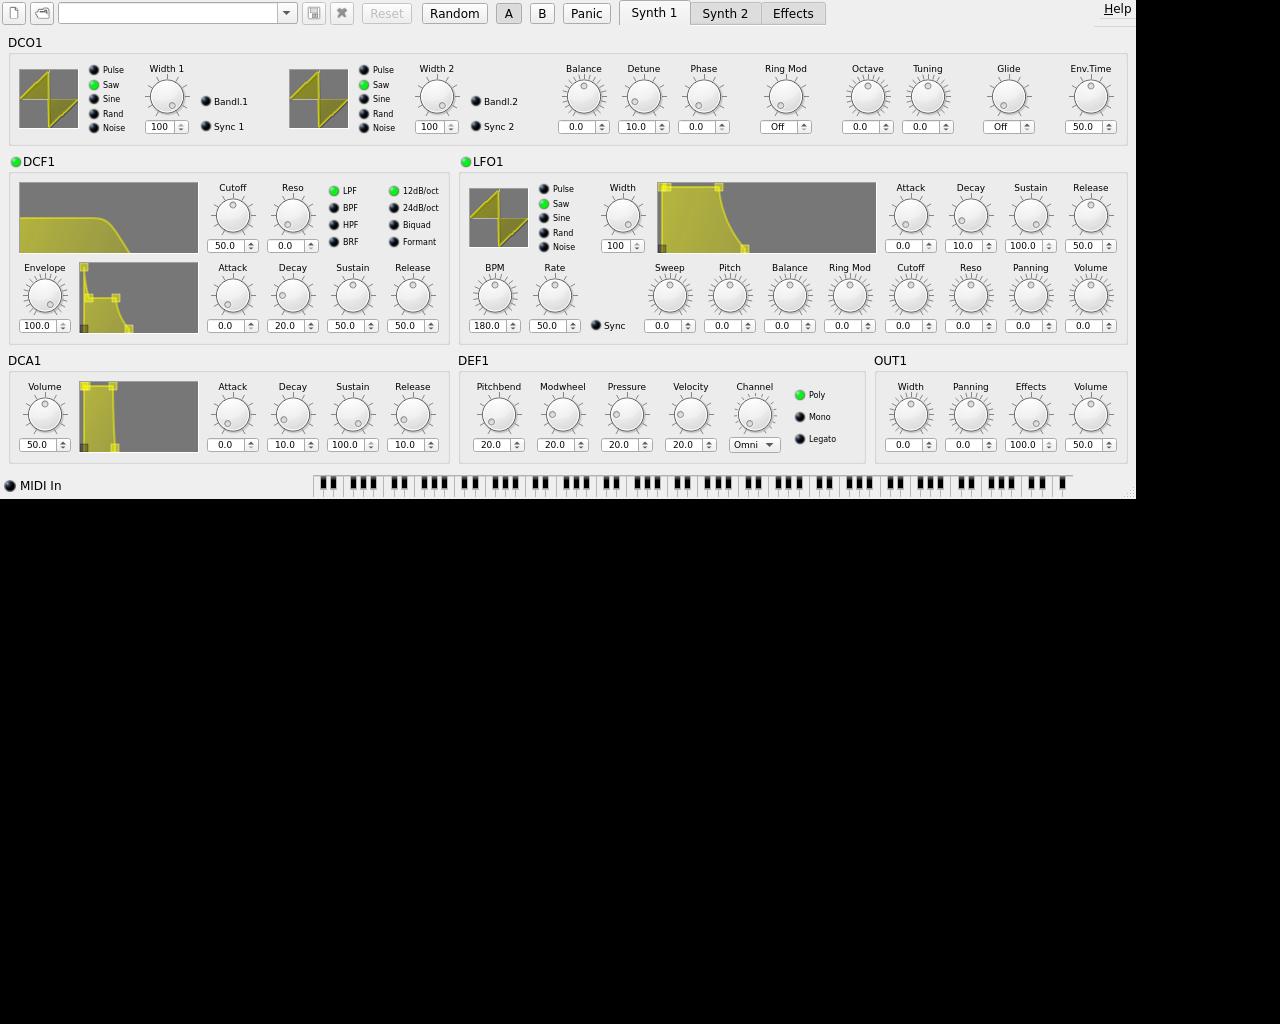 Reset Random A B Panic Synth 1 Synth 2 Effects Help
DCO1
Pulse
Saw
Sine
Rand
Noise
Width 1
100
Bandl.1
Sync 1
Pulse
Saw
Sine
Rand
Noise
Width 2
100
Bandl.2
Sync 2
Balance Detune Phase Ring Mod Octave Tuning Glide Env.Time
0.0 10.0 0.0 Off 0.0 0.0 Off 50.0
DCF1
Cutoff Reso
50.0 0.0
LPF
BPF
HPF
BRF
12dB/oct
24dB/oct
Biquad
Formant
Envelope Attack Decay Sustain Release
100.0 0.0 20.0 50.0 50.0
LFO1
Pulse
Saw
Sine
Rand
Noise
Width
100
Attack Decay Sustain Release
0.0 10.0 100.0 50.0
BPM Rate Sweep Pitch Balance Ring Mod Cutoff Reso Panning Volume
180.0 50.0 Sync 0.0 0.0 0.0 0.0 0.0 0.0 0.0 0.0
DCA1
Volume Attack Decay Sustain Release
50.0 0.0 10.0 100.0 10.0
DEF1
Pitchbend Modwheel Pressure Velocity Channel
20.0 20.0 20.0 20.0 Omni
Poly
Mono
Legato
OUT1
Width Panning Effects Volume
0.0 0.0 100.0 50.0
MIDI In